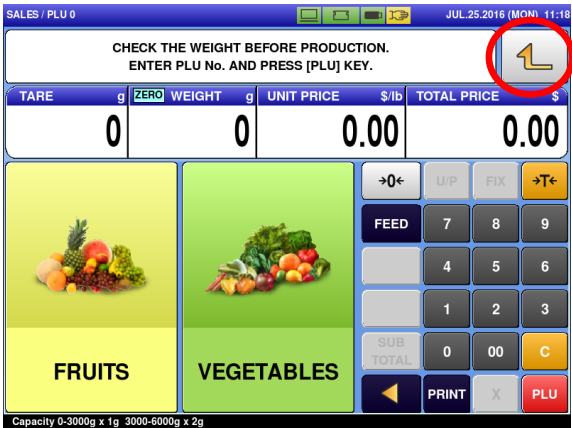 SALES / PLU 0
JUL.25.2016 (MON) 11:18
CHECK THE WEIGHT BEFORE PRODUCTION.
ENTER PLU No. AND PRESS [PLU] KEY.
TARE g ZERO WEIGHT g UNIT PRICE $/lb TOTAL PRICE $
0 0 0.00 0.00
→0← U/P FIX →T←
FEED 7 8 9
4 5 6
1 2 3
SUB
TOTAL 0 00 C
FRUITS VEGETABLES
PRINT X PLU
Capacity 0-3000g x 1g 3000-6000g x 2g